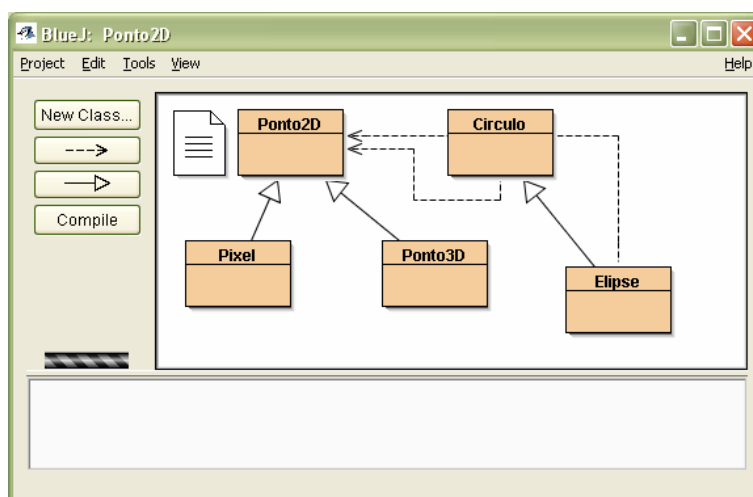 BlueJ: Ponto2D
Project Edit Tools View Help
New Class...
Compile
Ponto2D
Circulo
Pixel
Ponto3D
Elipse